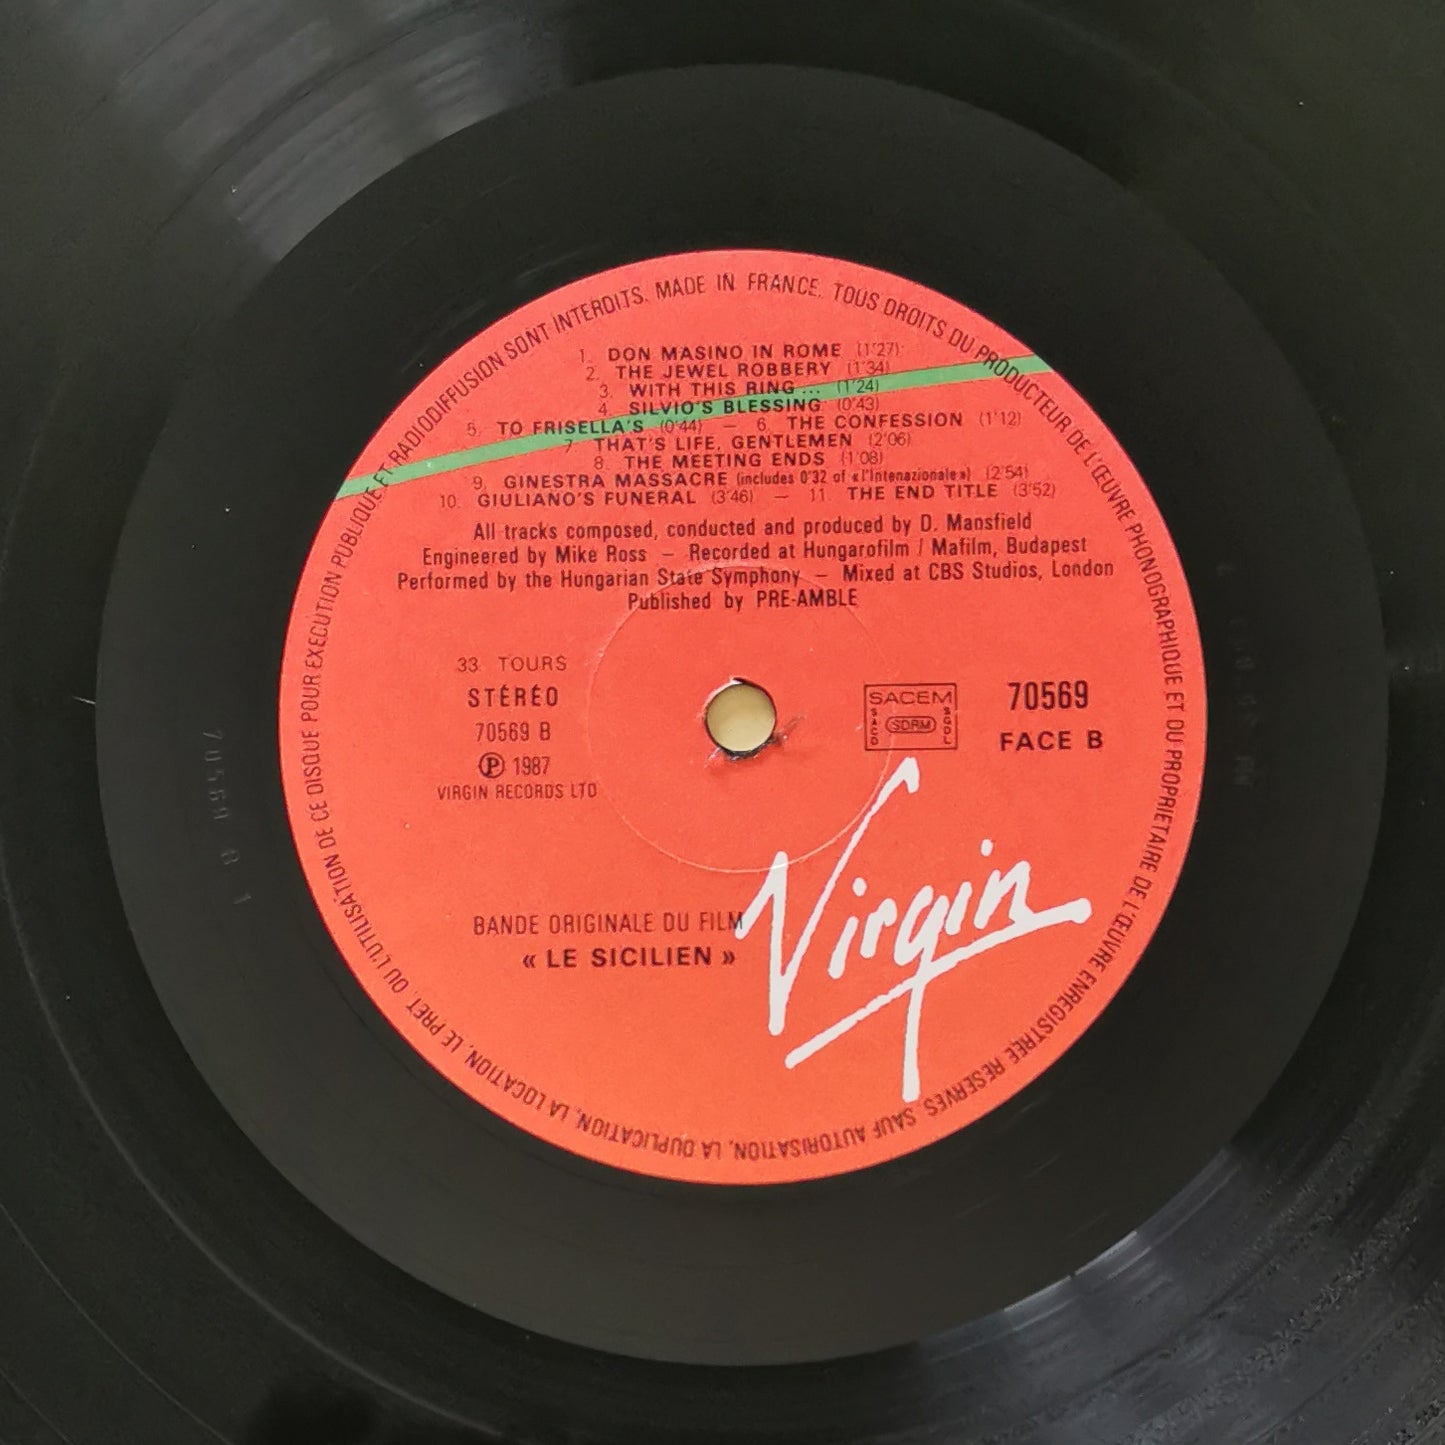 TOUS DROITS DU PRODUCTEUR DE L'ŒUVRE PHONOGRAPHIQUE ET DU PROPRIETAIRE DE L'ŒUVRE ENREGISTREE RESERVES. SAUF AUTORISATION, LA DUPLICATION, LA LOCATION, LE PRET, OU L'UTILISATION DE CE DISQUE POUR EXECUTION PUBLIQUE ET RADIODIFFUSION SONT INTERDITS. MADE IN FRANCE.
1. DON MASINO IN ROME (1'27)
2. THE JEWEL ROBBERY (1'34)
3. WITH THIS RING ... (1'24)
4. SILVIO'S BLESSING (0'43)
5. TO FRISELLA'S (0'44) — 6. THE CONFESSION (1'12)
7. THAT'S LIFE, GENTLEMEN (2'06)
8. THE MEETING ENDS (1'08)
9. GINESTRA MASSACRE (includes 0'32 of «l'Intenazionale») (2'54)
10. GIULIANO'S FUNERAL (3'46) — 11. THE END TITLE (3'52)
All tracks composed, conducted and produced by D. Mansfield
Engineered by Mike Ross — Recorded at Hungarofilm / Mafilm, Budapest
Performed by the Hungarian State Symphony — Mixed at CBS Studios, London
Published by PRE-AMBLE
33 TOURS
STÉRÉO
70569 B
Ⓟ 1987
VIRGIN RECORDS LTD
SACEM
SACD SDRM SGDL
70569
FACE B
BANDE ORIGINALE DU FILM
« LE SICILIEN »
Virgin
70569 B 1